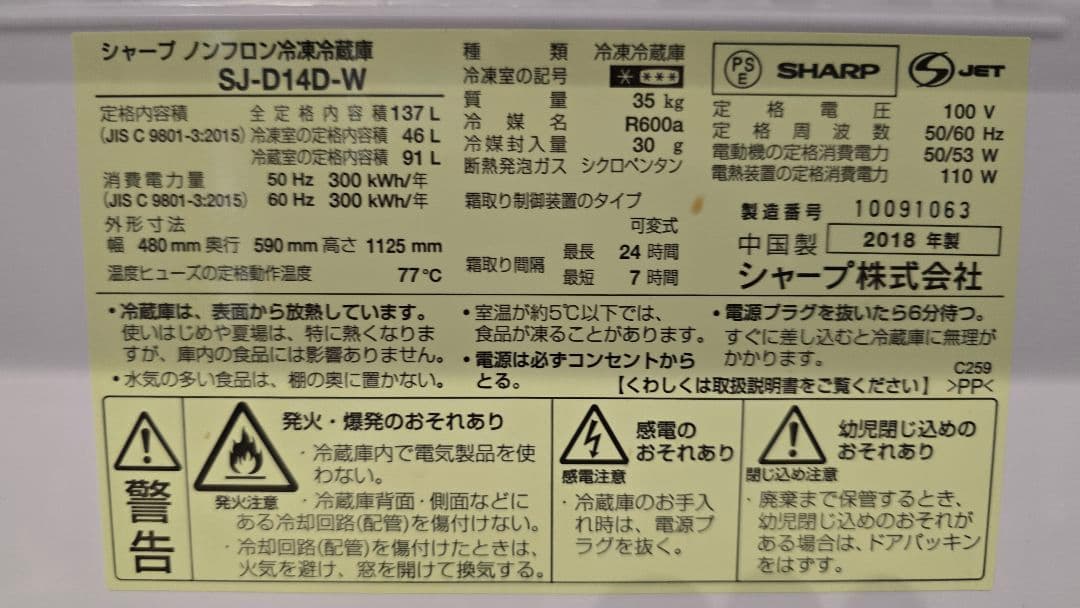 シャープ ノンフロン冷凍冷蔵庫
SJ-D14D-W
定格内容積 全定格内容積 137 L
(JIS C 9801-3:2015) 冷凍室の定格内容積 46 L
冷蔵室の定格内容積 91 L
消費電力量 50 Hz 300 kWh/年
(JIS C 9801-3:2015) 60 Hz 300 kWh/年
外形寸法
幅 480 mm 奥行 590 mm 高さ 1125 mm
温度ヒューズの定格動作温度 77℃
種類 冷凍冷蔵庫
冷凍室の記号 * ***
質量 35 kg
冷媒名 R600a
冷媒封入量 30 g
断熱発泡ガス シクロペンタン
霜取り制御装置のタイプ
可変式
霜取り間隔 最長 24 時間
最短 7 時間
PS
E
SHARP
S JET
定格電圧 100 V
定格周波数 50/60 Hz
電動機の定格消費電力 50/53 W
電熱装置の定格消費電力 110 W
製造番号 10091063
中国製 2018 年製
シャープ株式会社
・冷蔵庫は、表面から放熱しています。
使いはじめや夏場は、特に熱くなりま
すが、庫内の食品には影響ありません。
・水気の多い食品は、棚の奥に置かない。
・室温が約5℃以下では、
食品が凍ることがあります。
・電源は必ずコンセントから
とる。
・電源プラグを抜いたら6分待つ。
すぐに差し込むと冷蔵庫に無理が
かかります。
C259
【くわしくは取扱説明書をご覧ください】 >PP<
警告
発火注意
発火・爆発のおそれあり
・冷蔵庫内で電気製品を使
わない。
・冷蔵庫背面・側面などに
ある冷却回路(配管)を傷付けない。
・冷却回路(配管)を傷付けたときは、
火気を避け、窓を開けて換気する。
感電注意
感電の
おそれあり
・冷蔵庫のお手入
れ時は、電源プ
ラグを抜く。
閉じ込め注意
幼児閉じ込めの
おそれあり
・廃棄まで保管するとき、
幼児閉じ込めのおそれが
ある場合は、ドアパッキン
をはずす。